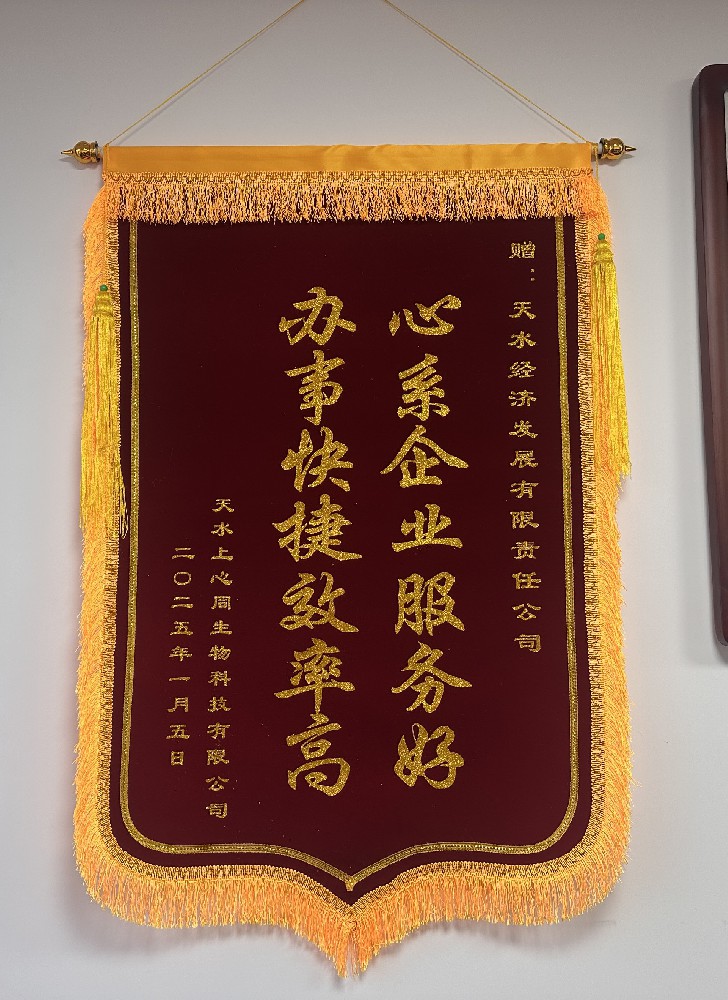 赠：天水经济发展有限责任公司
心系企业服务好
办事快捷效率高
天水上心周生物科技有限公司
二〇二五年一月五日